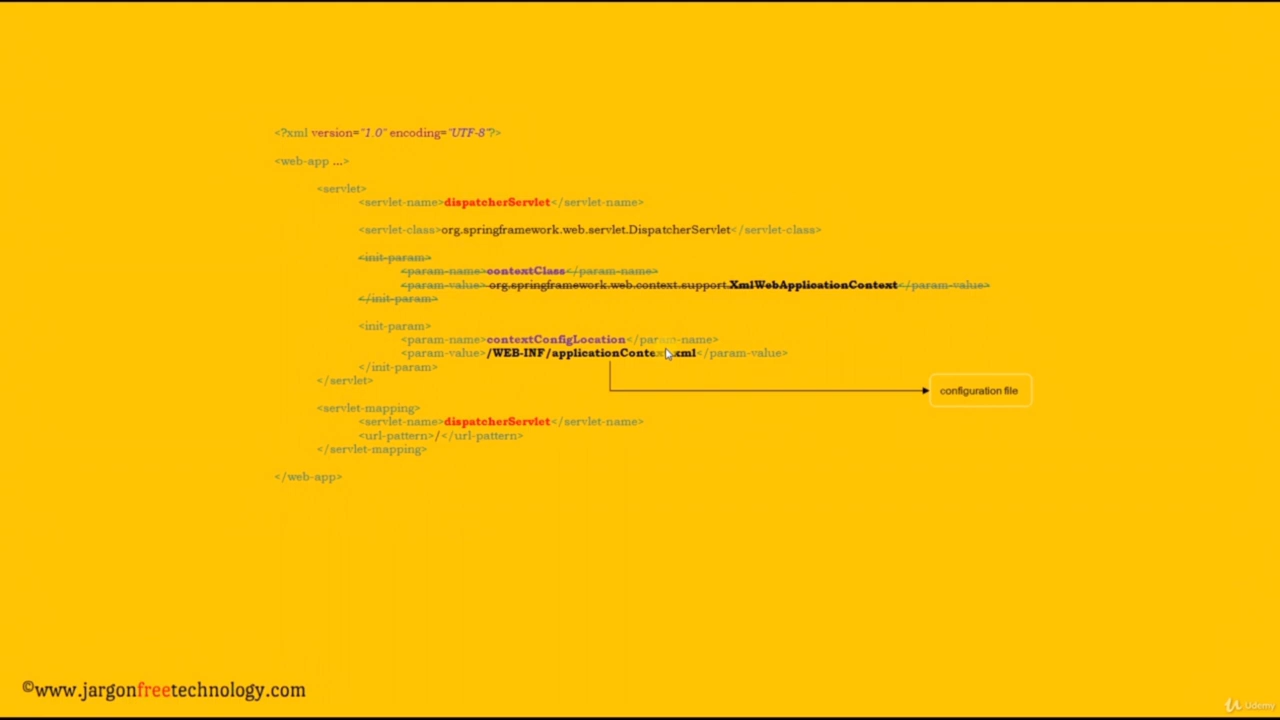 <?xml version="1.0" encoding="UTF-8"?>
<web-app ...>
<servlet>
<servlet-name>dispatcherServlet</servlet-name>
<servlet-class>org.springframework.web.servlet.DispatcherServlet</servlet-class>
<init-param>
<param-name>contextClass</param-name>
<param-value> org.springframework.web.context.support.XmlWebApplicationContext</param-value>
</init-param>
<init-param>
<param-name>contextConfigLocation</param-name>
<param-value>/WEB-INF/applicationContext.xml</param-value>
</init-param>
</servlet>
configuration file
<servlet-mapping>
<servlet-name>dispatcherServlet</servlet-name>
<url-pattern>/</url-pattern>
</servlet-mapping>
</web-app>
©www.jargonfreetechnology.com
Udemy